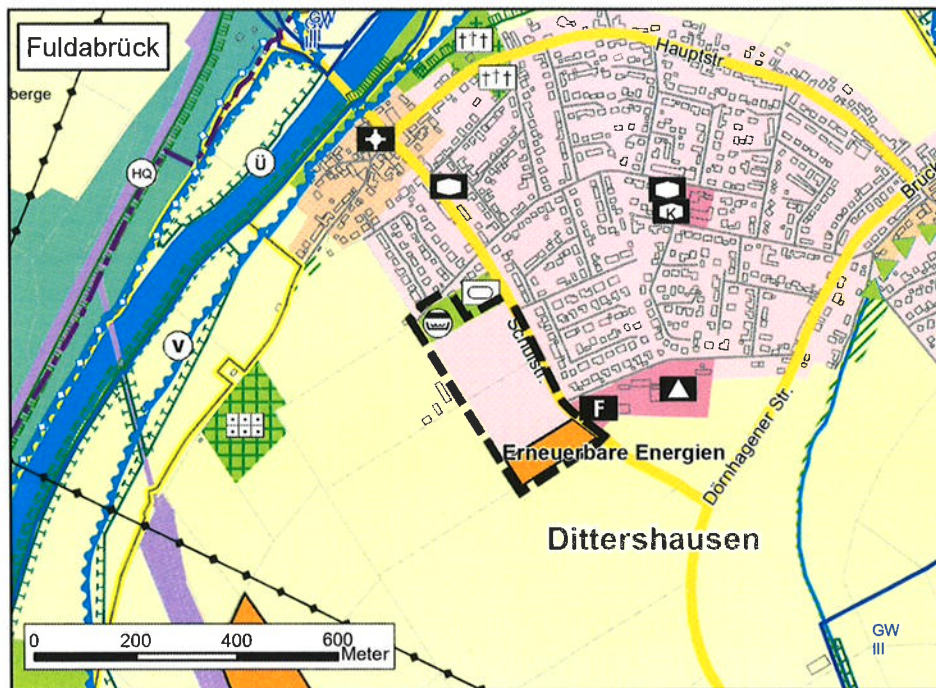 Fuldabrück
GW
III
berge
Hauptstr.
HQ
Ü
Brück
K
V
Schulstr.
F
Erneuerbare Energien
Dörnhagener Str.
Dittershausen
0 200 400 600
Meter
GW
III